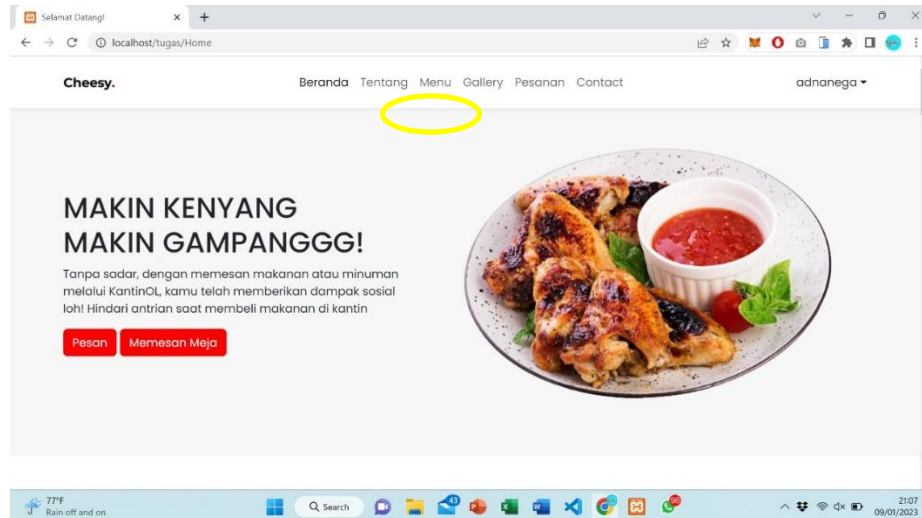 Selamat Datang!
localhost/tugas/Home
Cheesy.
Beranda Tentang Menu Gallery Pesanan Contact
adnanega
MAKIN KENYANG
MAKIN GAMPANGGG!
Tanpa sadar, dengan memesan makanan atau minuman
melalui KantinOL, kamu telah memberikan dampak sosial
loh! Hindari antrian saat membeli makanan di kantin
Pesan Memesan Meja
77°F
Rain off and on
Search
43
21:07
09/01/2023